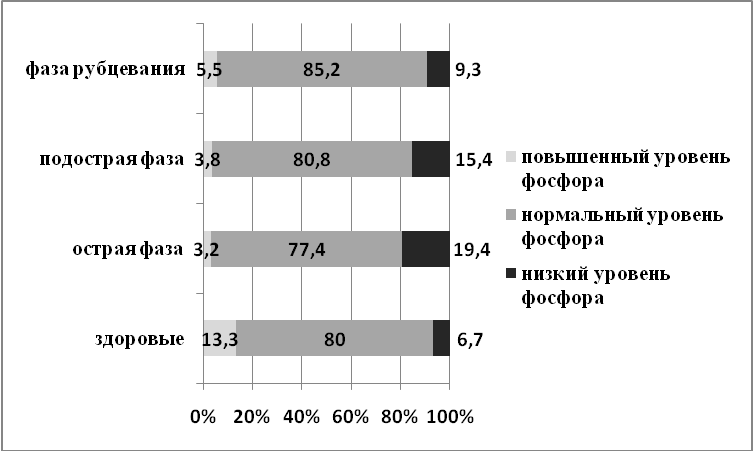 фаза рубцевания
5,5 85,2 9,3
подострая фаза
3,8 80,8 15,4
острая фаза
3,2 77,4 19,4
здоровые
13,3 80 6,7
0% 20% 40% 60% 80% 100%
повышенный уровень
фосфора
нормальный уровень
фосфора
низкий уровень
фосфора